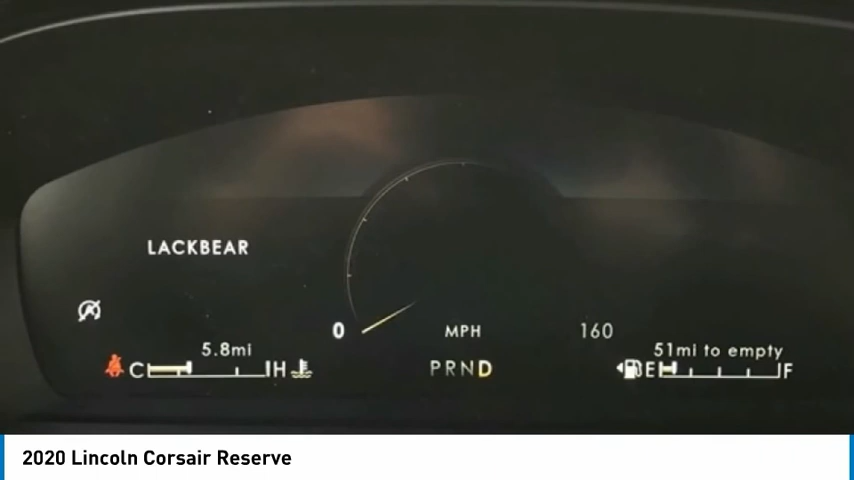 LACKBEAR
0 MPH 160
5.8mi
51mi to empty
C H
PRND
E F
2020 Lincoln Corsair Reserve